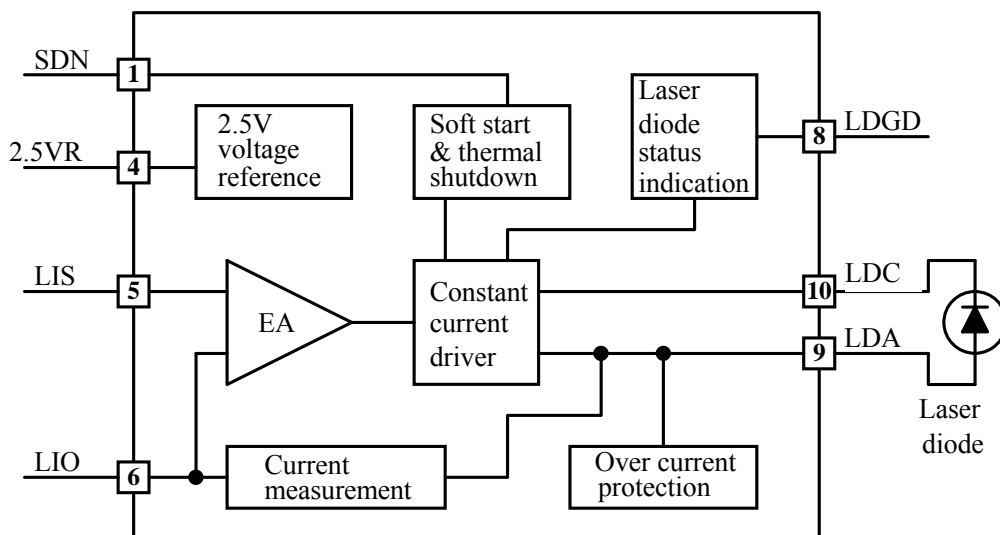 SDN
1
2.5V
voltage
reference
Soft start
& thermal
shutdown
Laser
diode
status
indication
8
LDGD
2.5VR
4
LIS
5
EA
Constant
current
driver
10
LDC
9
LDA
Laser
diode
LIO
6
Current
measurement
Over current
protection